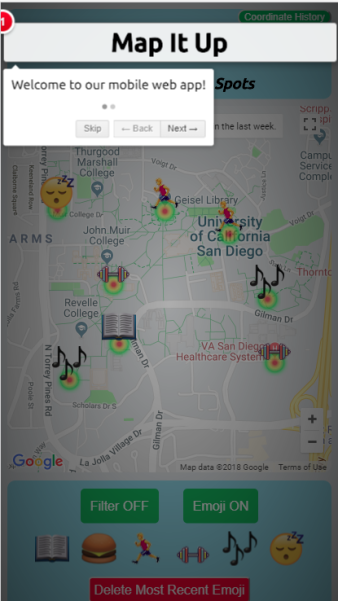 1
Coordinate History
Map It Up
Welcome to our mobile web app!
Skip
← Back
Next →
Spots
n the last week.
Thurgood
Marshall
College
Voigt Dr
Campu
Service
Comple
Torrey Pines
College Dr
Geisel Library
University
of California
San Diego
ARMS
John Muir
College
Revelle
College
Gilman Dr
Thornto
VA San Diego
Healthcare System
N Torrey Pines Rd
Scholars Dr S
Gilman Dr
La Jolla Village Dr
+
−
Google
Map data ©2018 Google
Terms of Use
Filter OFF
Emoji ON
Delete Most Recent Emoji